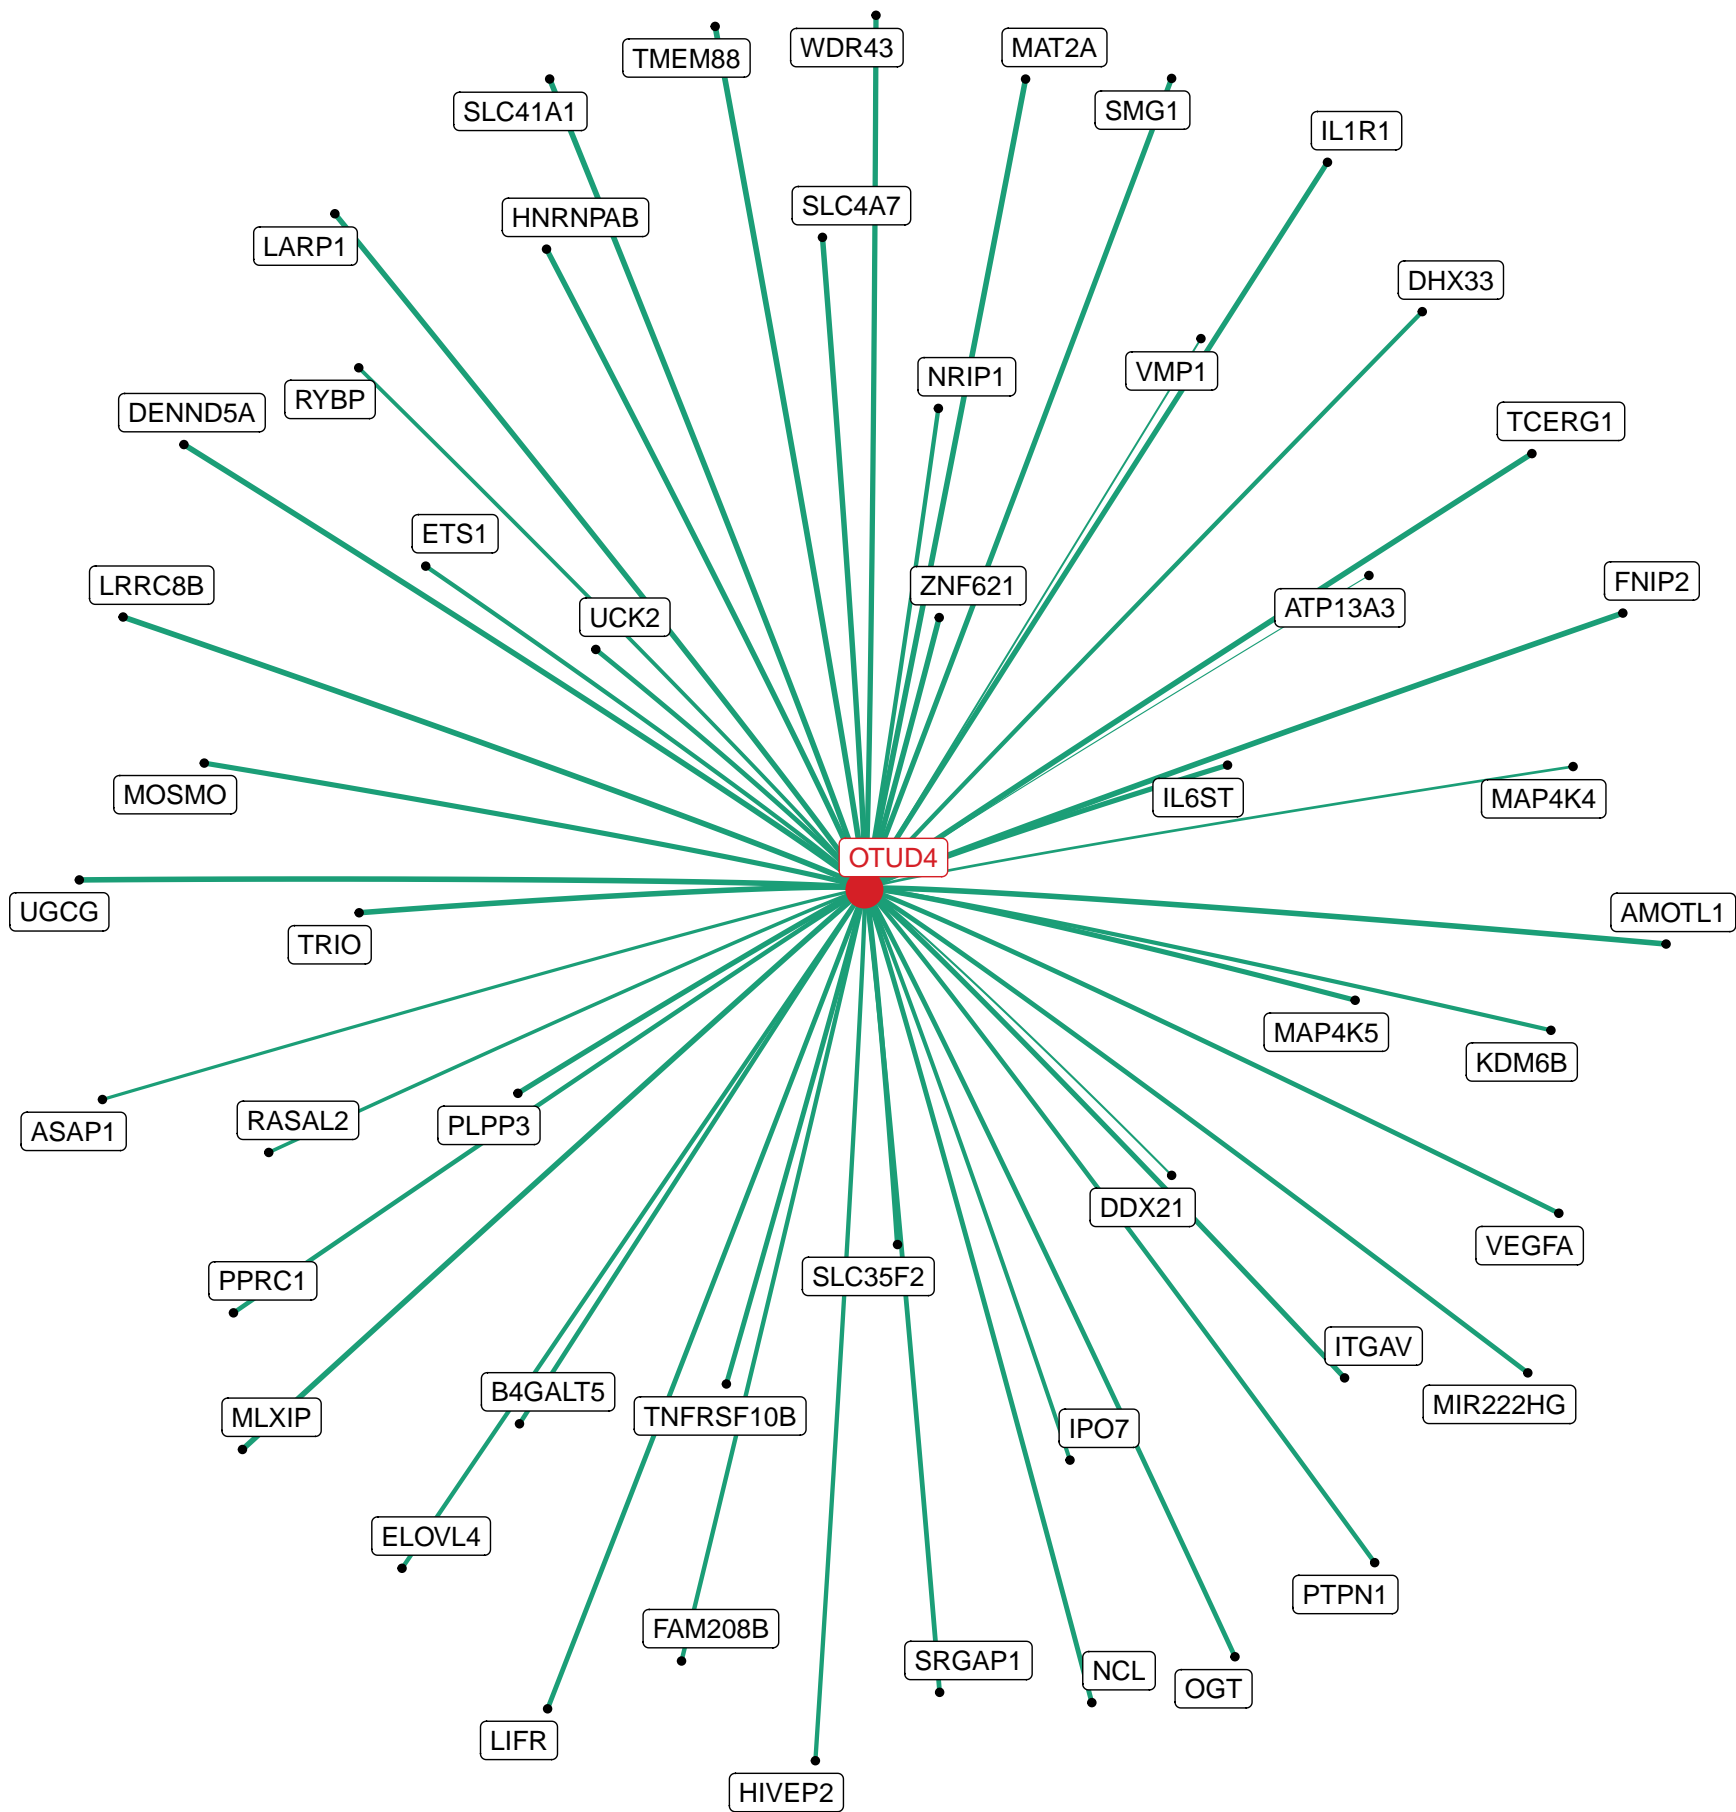 WDR43
MAT2A
TMEM88
SLC41A1
SMG1
IL1R1
SLC4A7
HNRNPAB
LARP1
DHX33
VMP1
NRIP1
RYBP
DENND5A
TCERG1
ETS1
LRRC8B
FNIP2
ZNF621
ATP13A3
UCK2
MOSMO
IL6ST
MAP4K4
OTUD4
UGCG
AMOTL1
TRIO
MAP4K5
KDM6B
RASAL2
PLPP3
ASAP1
DDX21
VEGFA
SLC35F2
PPRC1
ITGAV
B4GALT5
MIR222HG
MLXIP
TNFRSF10B
IPO7
ELOVL4
PTPN1
FAM208B
SRGAP1
NCL
OGT
LIFR
HIVEP2